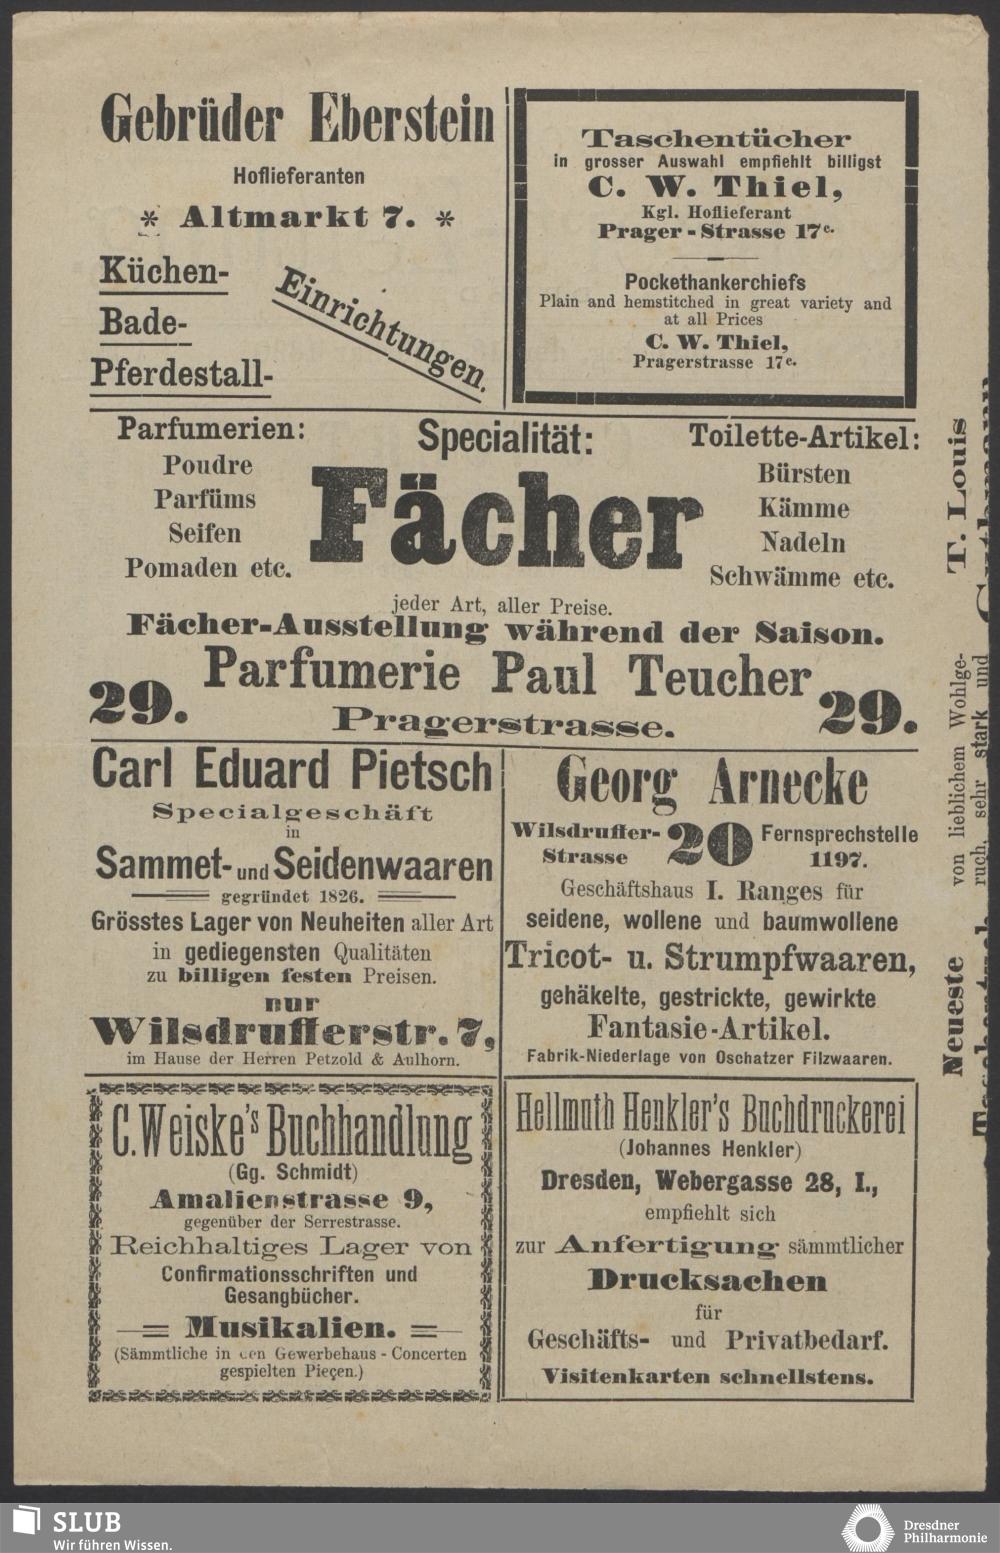 Gebrüder Eberstein
Hoflieferanten
* Altmarkt 7. *
Küchen-
Bade-
Pferdestall-
Einrichtungen.
Taschentücher
in grosser Auswahl empfiehlt billigst
C. W. Thiel,
Kgl. Hoflieferant
Prager-Strasse 17c.
Pockethankerchiefs
Plain and hemstitched in great variety and
at all Prices
C. W. Thiel,
Pragerstrasse 17c.
Parfumerien:
Poudre
Parfüms
Seifen
Pomaden etc.
Specialität:
Fächer
Toilette-Artikel:
Bürsten
Kämme
Nadeln
Schwämme etc.
jeder Art, aller Preise.
Fächer-Ausstellung während der Saison.
Parfumerie Paul Teucher
29. Pragerstrasse. 29.
Carl Eduard Pietsch
Specialgeschäft
in
Sammet- und Seidenwaaren
gegründet 1826.
Grösstes Lager von Neuheiten aller Art
in gediegensten Qualitäten
zu billigen festen Preisen.
nur
Wilsdrufferstr. 7,
im Hause der Herren Petzold & Aulhorn.
Georg Arnecke
Wilsdruffer-
Strasse
20
Fernsprechstelle
1197.
Geschäftshaus I. Ranges für
seidene, wollene und baumwollene
Tricot- u. Strumpfwaaren,
gehäkelte, gestrickte, gewirkte
Fantasie-Artikel.
Fabrik-Niederlage von Oschatzer Filzwaaren.
C. Weiske's Buchhandlung
(Gg. Schmidt)
Amalienstrasse 9,
gegenüber der Serrestrasse.
Reichhaltiges Lager von
Confirmationsschriften und
Gesangbücher.
Musikalien.
(Sämmtliche in den Gewerbehaus-Concerten
gespielten Pieçen.)
Hellmuth Henkler's Buchdruckerei
(Johannes Henkler)
Dresden, Webergasse 28, I.,
empfiehlt sich
zur Anfertigung sämmtlicher
Drucksachen
für
Geschäfts- und Privatbedarf.
Visitenkarten schnellstens.
Neueste
von lieblichem Wohlge-
ruch, sehr stark und
T. Louis
SLUB
Wir führen Wissen.
Dresdner
Philharmonie